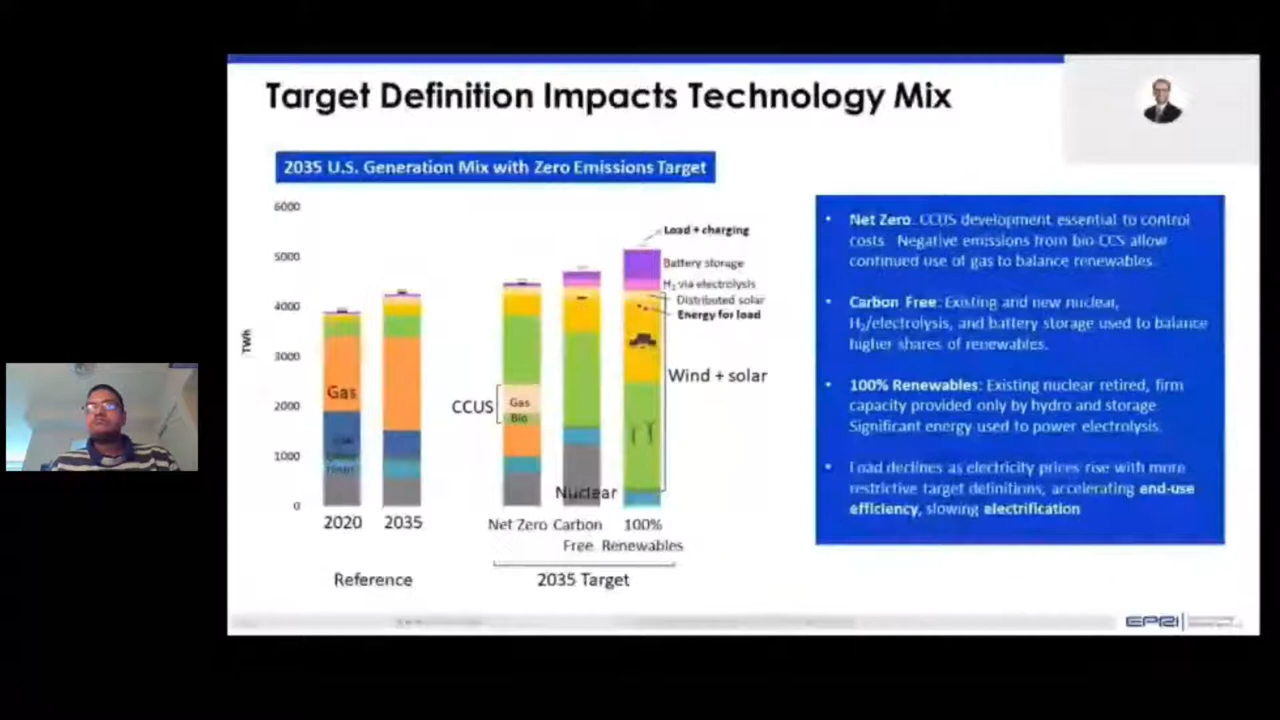 Target Definition Impacts Technology Mix
2035 U.S. Generation Mix with Zero Emissions Target
TWh
6000
5000
4000
3000
2000
1000
0
Gas
2020
2035
Reference
CCUS
Gas
Bio
Nuclear
Net Zero
Carbon
Free
100%
Renewables
2035 Target
Load + charging
Battery storage
H₂ via electrolysis
Distributed solar
Energy for load
Wind + solar
• Net Zero: CCUS development essential to control
costs. Negative emissions from bio CCS allow
continued use of gas to balance renewables.
• Carbon Free: Existing and new nuclear,
H₂/electrolysis, and battery storage used to balance
higher shares of renewables.
• 100% Renewables: Existing nuclear retired, firm
capacity provided only by hydro and storage.
Significant energy used to power electrolysis.
• Load declines as electricity prices rise with more
restrictive target definitions, accelerating end-use
efficiency, slowing electrification
EPRI